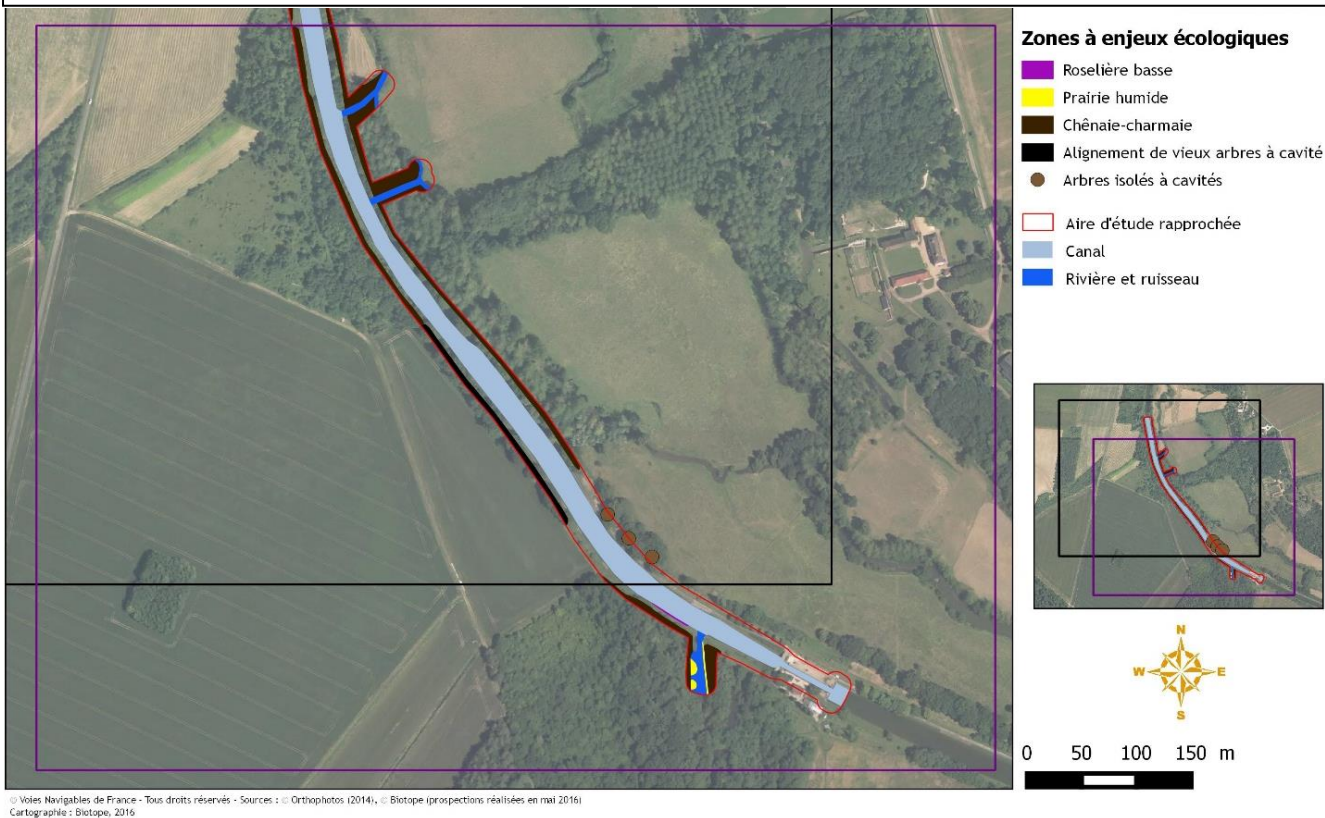 Zones à enjeux écologiques
Roselière basse
Prairie humide
Chênaie-charmaie
Alignement de vieux arbres à cavité
Arbres isolés à cavités
Aire d'étude rapprochée
Canal
Rivière et ruisseau
N
W E
S
0 50 100 150 m
© Voies Navigables de France - Tous droits réservés - Sources : © Orthophotos (2014), © Biotope (prospections réalisées en mai 2016)
Cartographie : Biotope, 2016